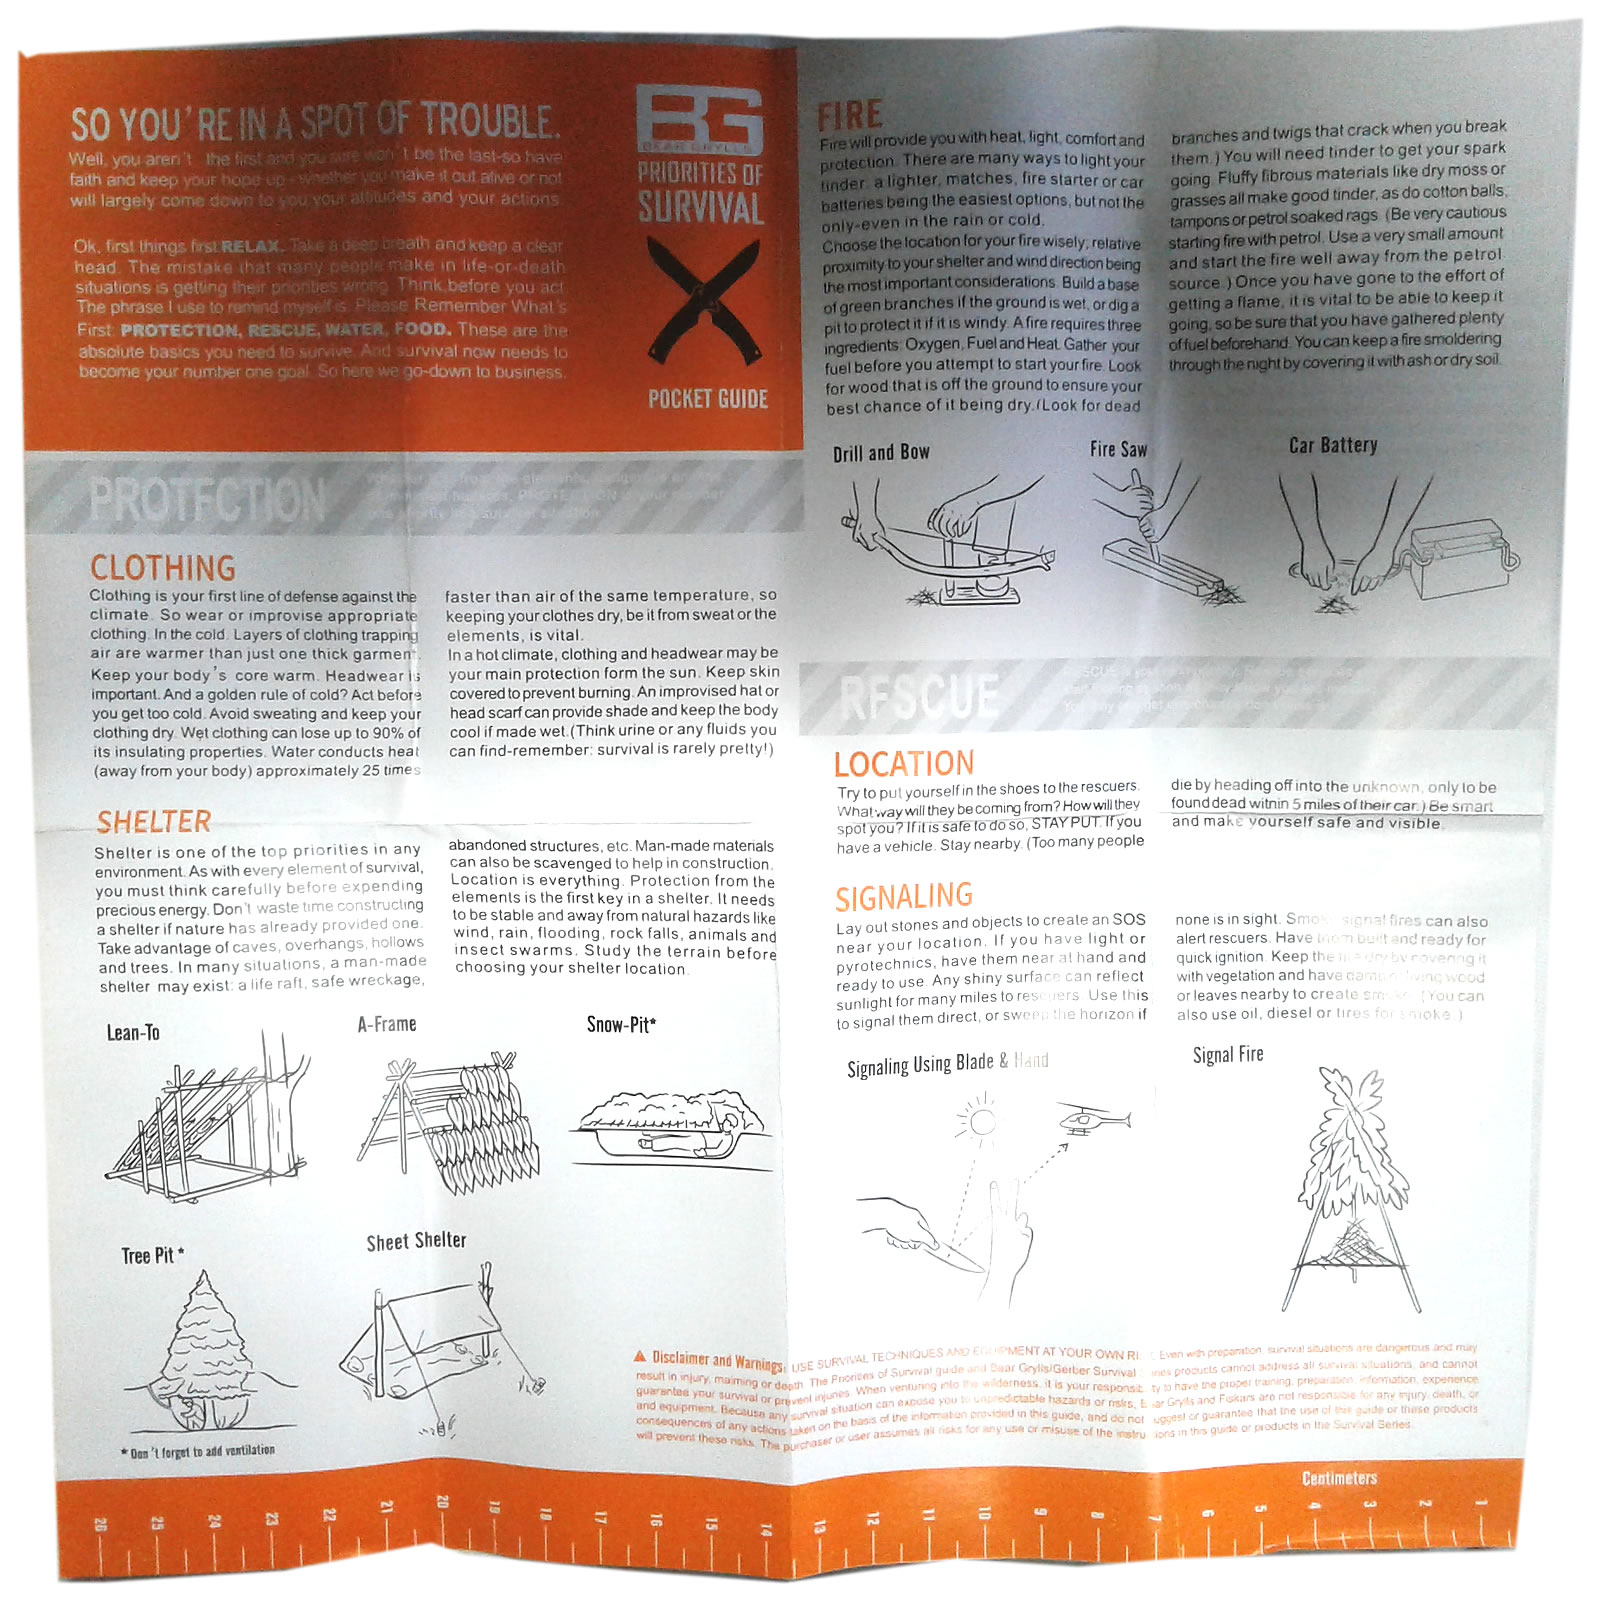 SO YOU'RE IN A SPOT OF TROUBLE.
Well, you aren't the first and you sure won't be the last-so have
faith and keep your hope up - whether you make it out alive or not
will largely come down to you your attitudes and your actions
Ok, first things first RELAX. Take a deep breath and keep a clear
head. The mistake that many people make in life-or-death
situations is getting their priorities wrong. Think before you act
The phrase I use to remind myself is. Please Remember What's
First: PROTECTION, RESCUE, WATER, FOOD. These are the
absolute basics you need to survive. And survival now needs to
become your number one goal. So here we go-down to business.
BG
BEAR GRYLLS
PRIORITIES OF
SURVIVAL
POCKET GUIDE
PROTECTION
CLOTHING
Clothing is your first line of defense against the
climate. So wear or improvise appropriate
clothing. In the cold. Layers of clothing trapping
air are warmer than just one thick garment.
Keep your body's core warm. Headwear is
important. And a golden rule of cold? Act before
you get too cold. Avoid sweating and keep your
clothing dry. Wet clothing can lose up to 90% of
its insulating properties. Water conducts heat
(away from your body) approximately 25 times
faster than air of the same temperature, so
keeping your clothes dry, be it from sweat or the
elements, is vital.
In a hot climate, clothing and headwear may be
your main protection form the sun. Keep skin
covered to prevent burning. An improvised hat or
head scarf can provide shade and keep the body
cool if made wet.(Think urine or any fluids you
can find-remember: survival is rarely pretty!)
SHELTER
Shelter is one of the top priorities in any
environment. As with every element of survival,
you must think carefully before expending
precious energy. Don't waste time constructing
a shelter if nature has already provided one.
Take advantage of caves, overhangs, hollows
and trees. In many situations, a man-made
shelter may exist: a life raft, safe wreckage,
abandoned structures, etc. Man-made materials
can also be scavenged to help in construction.
Location is everything. Protection from the
elements is the first key in a shelter. It needs
to be stable and away from natural hazards like
wind, rain, flooding, rock falls, animals and
insect swarms. Study the terrain before
choosing your shelter location.
Lean-To
A-Frame
Snow-Pit*
Tree Pit *
Sheet Shelter
* Don't forget to add ventilation
FIRE
Fire will provide you with heat, light, comfort and
protection. There are many ways to light your
tinder. a lighter, matches, fire starter or car
batteries being the easiest options, but not the
only-even in the rain or cold.
Choose the location for your fire wisely, relative
proximity to your shelter and wind direction being
the most important considerations. Build a base
of green branches if the ground is wet, or dig a
pit to protect it if it is windy. A fire requires three
ingredients: Oxygen, Fuel and Heat. Gather your
fuel before you attempt to start your fire. Look
for wood that is off the ground to ensure your
best chance of it being dry.(Look for dead
branches and twigs that crack when you break
them.) You will need tinder to get your spark
going. Fluffy fibrous materials like dry moss or
grasses all make good tinder, as do cotton balls,
tampons or petrol soaked rags. (Be very cautious
starting fire with petrol. Use a very small amount
and start the fire well away from the petrol
source.) Once you have gone to the effort of
getting a flame, it is vital to be able to keep it
going, so be sure that you have gathered plenty
of fuel beforehand. You can keep a fire smoldering
through the night by covering it with ash or dry soil.
Drill and Bow
Fire Saw
Car Battery
RESCUE
LOCATION
Try to put yourself in the shoes to the rescuers.
What way will they be coming from? How will they
spot you? If it is safe to do so, STAY PUT. If you
have a vehicle. Stay nearby. (Too many people
die by heading off into the unknown, only to be
found dead witnin 5 miles of their car.) Be smart
and make yourself safe and visible.
SIGNALING
Lay out stones and objects to create an SOS
near your location. If you have light or
pyrotechnics, have them near at hand and
ready to use. Any shiny surface can reflect
sunlight for many miles to rescuers. Use this
to signal them direct, or sweep the horizon if
none is in sight. Smoke signal fires can also
alert rescuers. Have them built and ready for
quick ignition. Keep the fire dry by covering it
with vegetation and have damp, living wood
or leaves nearby to create smoke. (You can
also use oil, diesel or tires for smoke.)
Signaling Using Blade & Hand
Signal Fire
Disclaimer and Warnings: USE SURVIVAL TECHNIQUES AND EQUIPMENT AT YOUR OWN RI Even with preparation, survival situations are dangerous and may
result in injury, maiming or death. The Priorities of Survival guide and Bear Grylls/Gerber Survival products cannot address all survival situations, and cannot
guarantee your survival or prevent injuries. When venturing into the wilderness, it is your to have the proper training, preparation, information, experience
and equipment. Because any survival situation can expose you to unpredictable hazards or risks, Grylls and Fiskars are not responsible for any injury, death, or
consequences of any actions taken on the basis of the information provided in this guide, and do not suggest or guarantee that the use of this guide or these products
will prevent these risks. The purchaser or user assumes all risks for any use or misuse of the in this guide or products in the Survival Series.
Centimeters
26 25 24 23 22 21 20 19 18 17 16 15 14 13 12 11 10 9 8 7 6 5 4 3 2 1